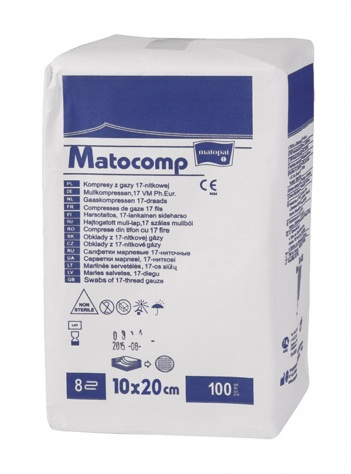 matopat
Matocomp
PL Kompresy z gazy 17-nitkowej
DE Mullkompressen,17 VM Ph.Eur.
NL Gaaskompressen 17-draads
FR Compresses de gaze 17 fils
FI Harsotaitos, 17-lankainen sideharso
HU Hajtogatott mull-lap,17 szálas mullból
RO Comprese din tifon cu 17 fire
SK Obklady z 17-nitkovej gázy
CZ Obklady z 17-nitkové gázy
RU Салфетки марлевые 17-ниточные
UA Серветки марлеві, 17-ниткові
LT Marlinės servetėlės, 17-os siūlų
LV Marles salvetes, 17-diegu
GB Swabs of 17-thread gauze
CE
NON
STERILE
LOT
2015 -08-
8 10x20 cm 100